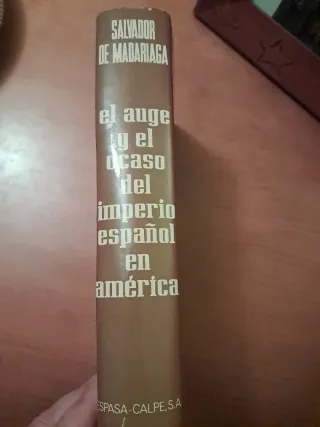 SALVADOR
DE MADARIAGA
el auge
y el
ocaso
del
imperio
español
en
américa
ESPASA-CALPE, S.A.